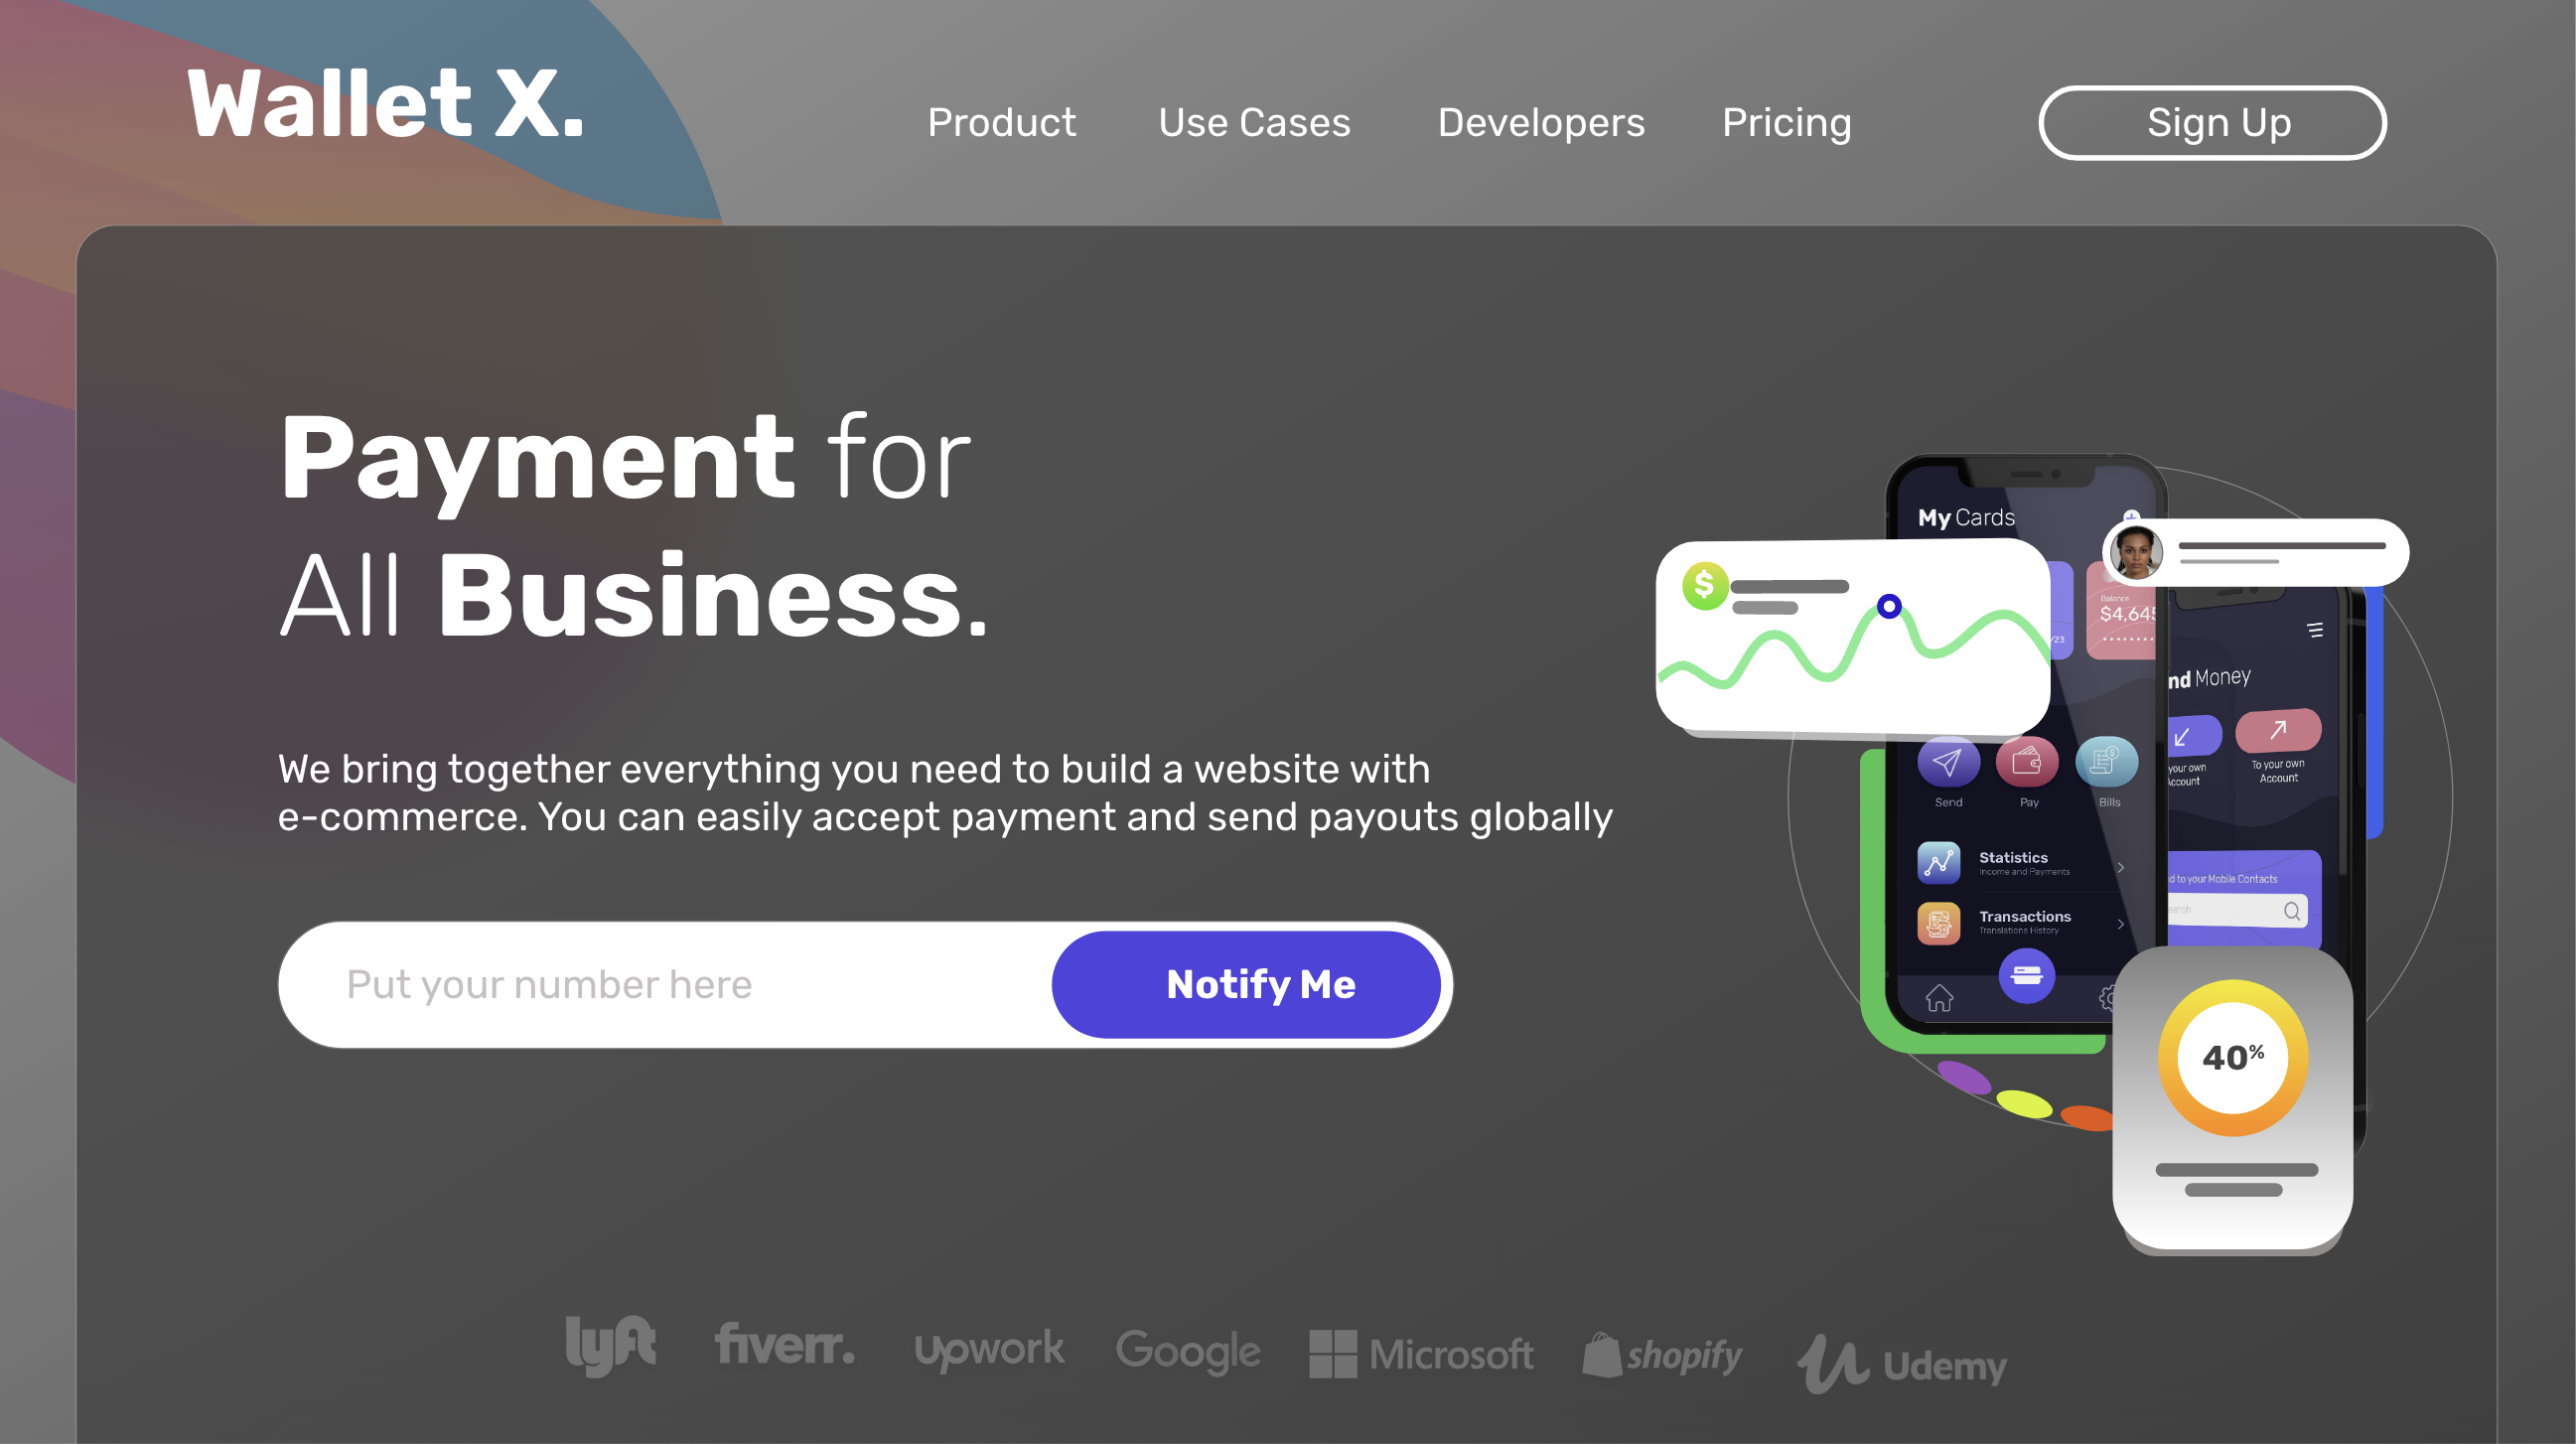 Wallet X.
Product
Use Cases
Developers
Pricing
Sign Up
Payment for
All Business.
We bring together everything you need to build a website with
e-commerce. You can easily accept payment and send payouts globally
Put your number here
Notify Me
My Cards
$
Balance
$4,645
/23
nd Money
your own
Account
To your own
Account
Send
Pay
Bills
Statistics
Income and Payments
d to your Mobile Contacts
earch
Transactions
Translations History
40%
lyft
fiverr.
upwork
Google
Microsoft
shopify
Udemy